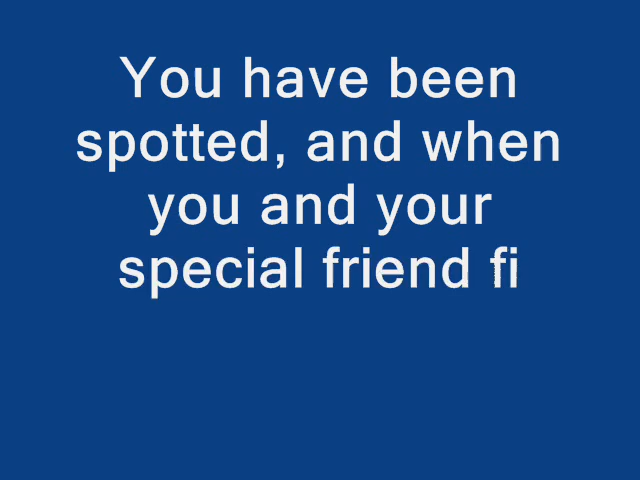 You have been
spotted, and when
you and your
special friend fi